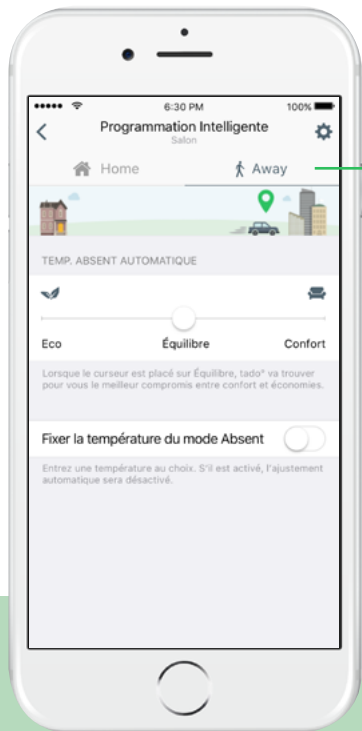 6:30 PM 100%
Programmation Intelligente
Salon
Home Away
TEMP. ABSENT AUTOMATIQUE
Eco Équilibre Confort
Lorsque le curseur est placé sur Équilibre, tado° va trouver
pour vous le meilleur compromis entre confort et économies.
Fixer la température du mode Absent
Entrez une température au choix. S'il est activé, l'ajustement
automatique sera désactivé.